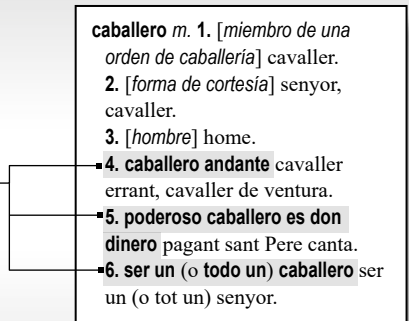 caballero m. 1. [miembro de una
orden de caballería] cavaller.
2. [forma de cortesía] senyor,
cavaller.
3. [hombre] home.
4. caballero andante cavaller
errant, cavaller de ventura.
5. poderoso caballero es don
dinero pagant sant Pere canta.
6. ser un (o todo un) caballero ser
un (o tot un) senyor.